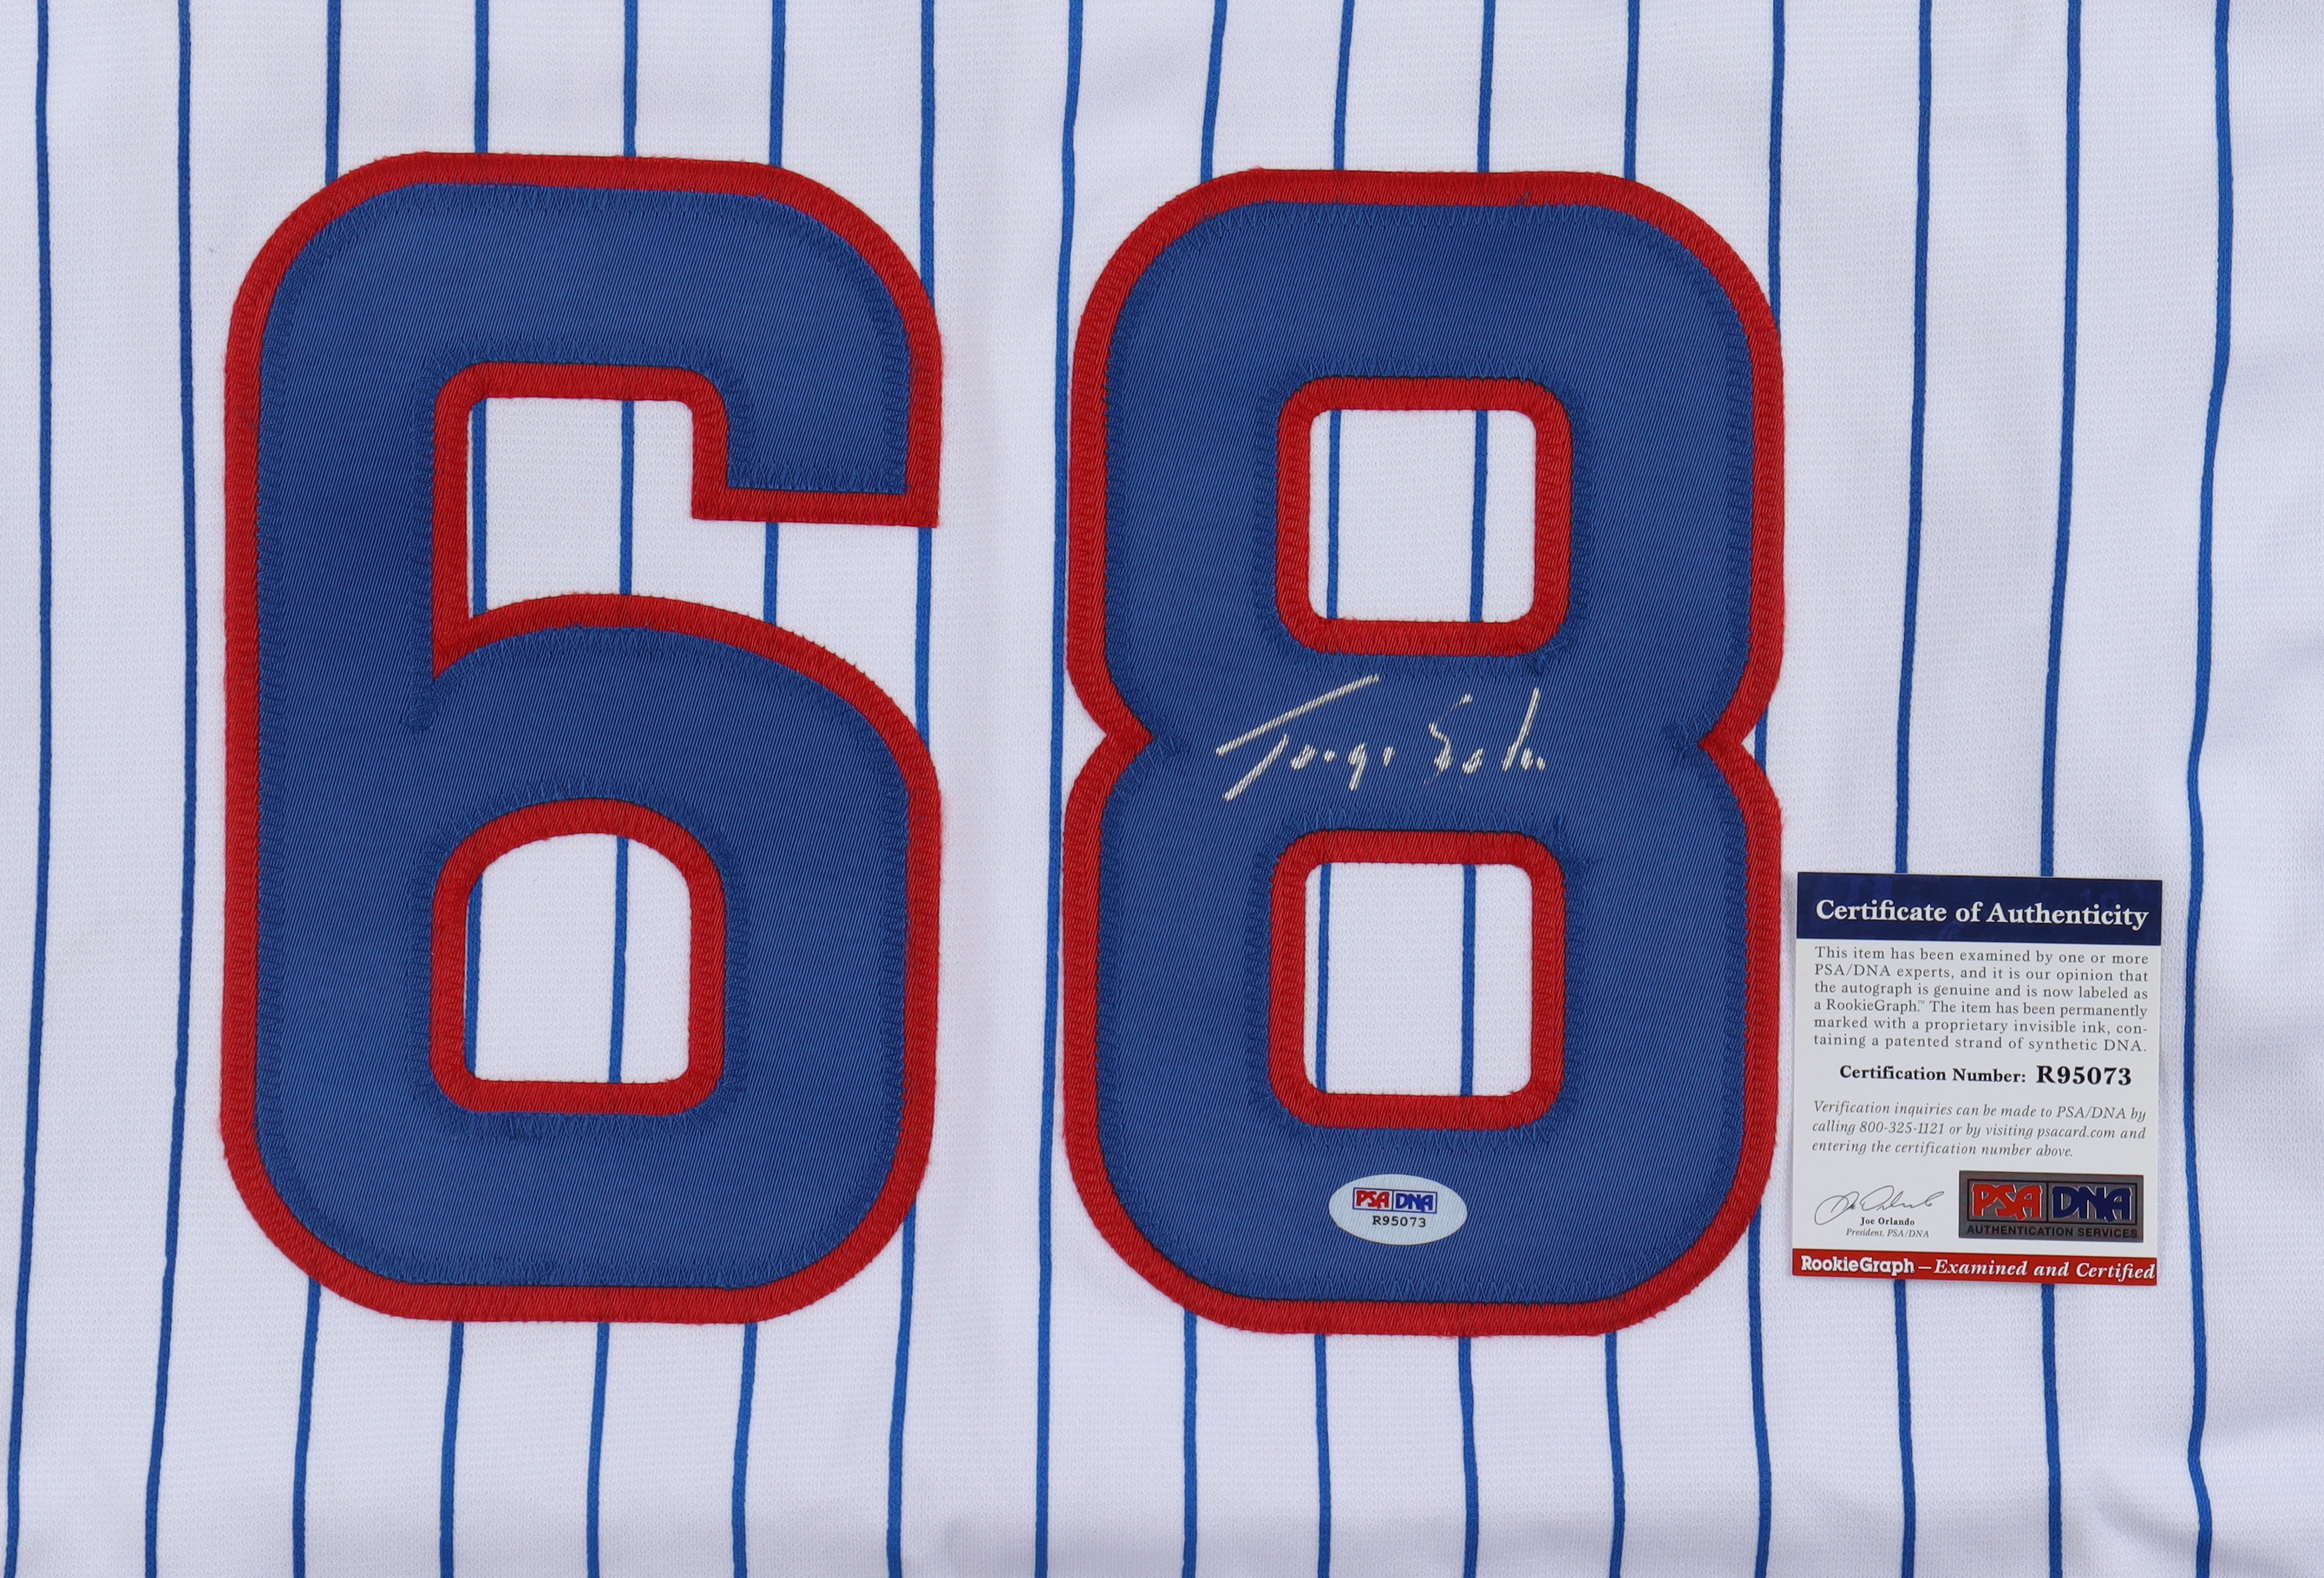 68
Jorge Soler
PSA DNA
R95073
Certificate of Authenticity
This item has been examined by one or more
PSA/DNA experts, and it is our opinion that
the autograph is genuine and is now labeled as
a RookieGraph.™ The item has been permanently
marked with a proprietary invisible ink, con-
taining a patented strand of synthetic DNA.
Certification Number: R95073
Verification inquiries can be made to PSA/DNA by
calling 800-325-1121 or by visiting psacard.com and
entering the certification number above.
Joe Orlando
President, PSA/DNA
PSA DNA
AUTHENTICATION SERVICES
RookieGraph – Examined and Certified